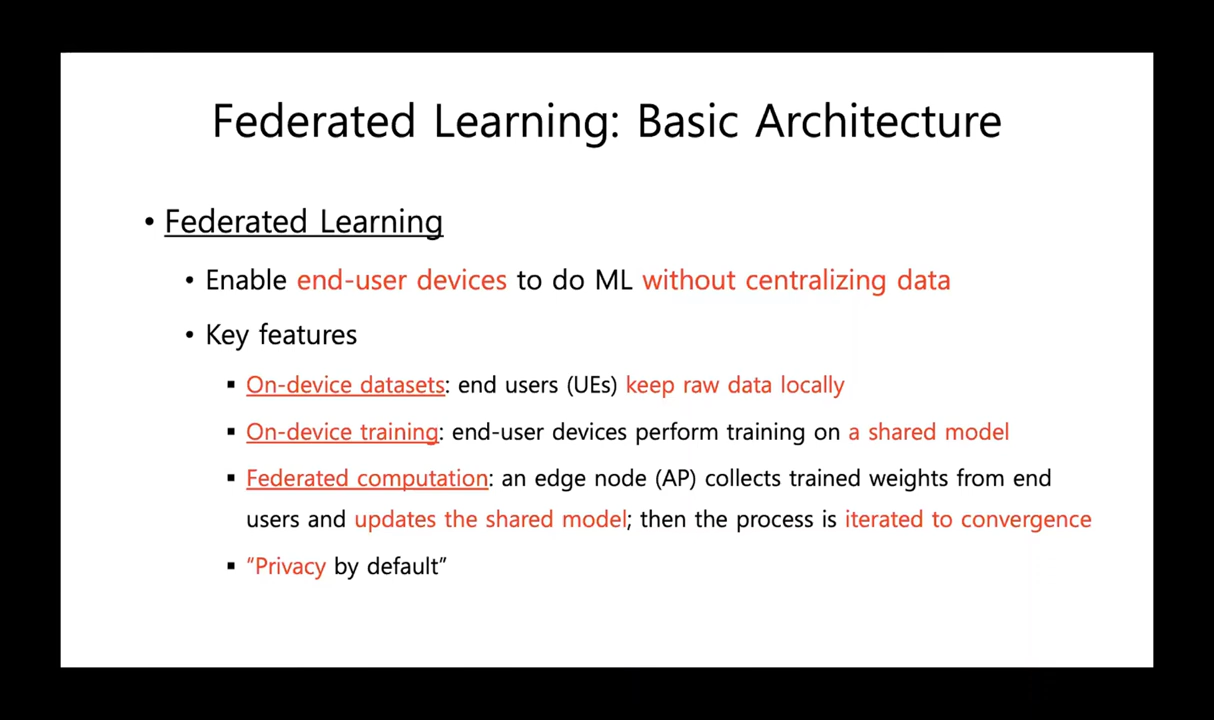 Federated Learning: Basic Architecture
• Federated Learning
• Enable end-user devices to do ML without centralizing data
• Key features
▪ On-device datasets: end users (UEs) keep raw data locally
▪ On-device training: end-user devices perform training on a shared model
▪ Federated computation: an edge node (AP) collects trained weights from end
users and updates the shared model; then the process is iterated to convergence
▪ “Privacy by default”